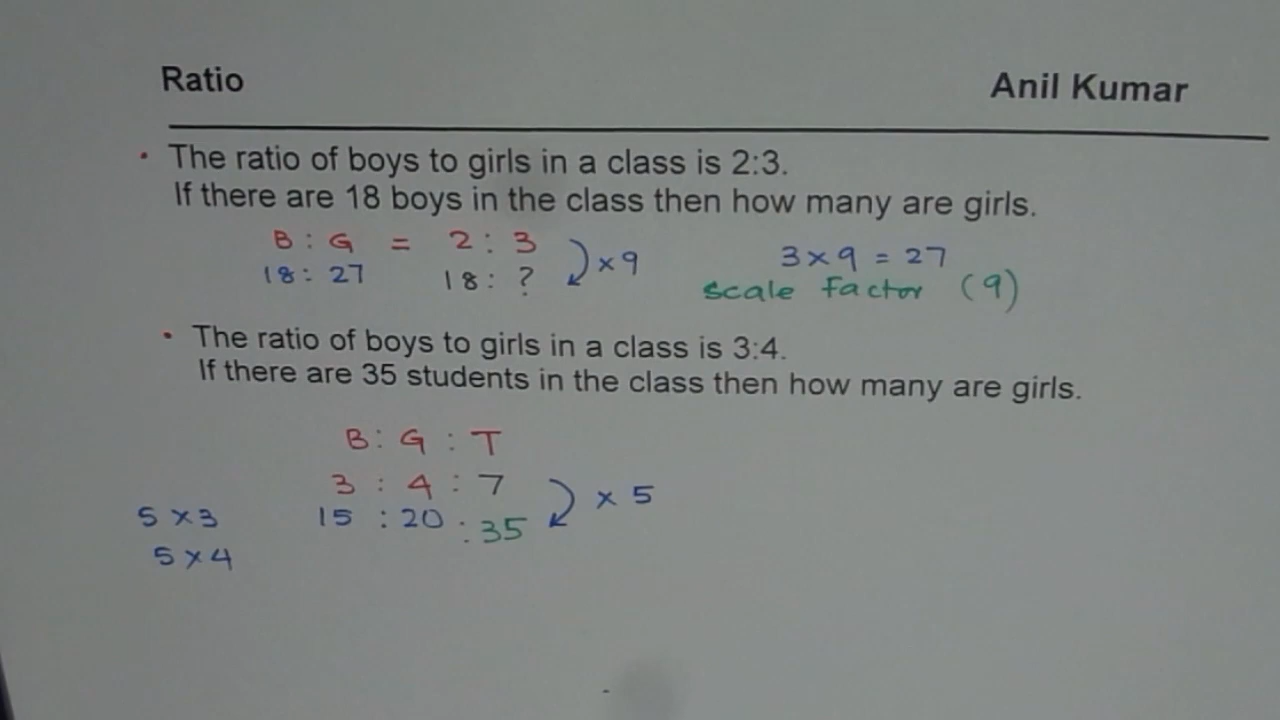 Ratio Anil Kumar
• The ratio of boys to girls in a class is 2:3.
If there are 18 boys in the class then how many are girls.
B : G = 2 : 3
18 : 27 18 : ? × 9 3 × 9 = 27
scale factor (9)
• The ratio of boys to girls in a class is 3:4.
If there are 35 students in the class then how many are girls.
B : G : T
3 : 4 : 7 × 5
5 × 3 15 : 20 : 35
5 × 4